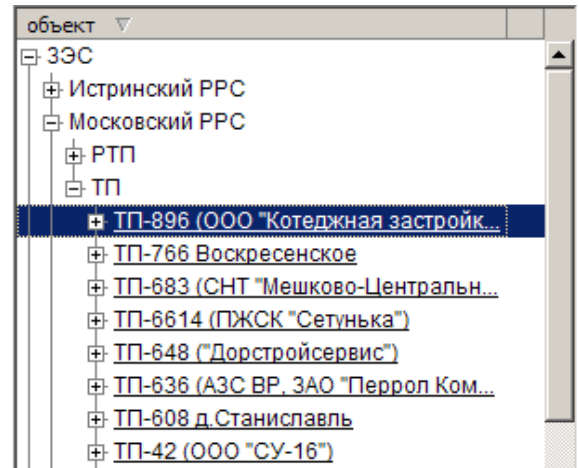 объект
ЗЭС
Истринский РРС
Московский РРС
РТП
ТП
ТП-896 (ООО "Котеджная застройк...
ТП-766 Воскресенское
ТП-683 (СНТ "Мешково-Центральн...
ТП-6614 (ПЖСК "Сетунька")
ТП-648 ("Дорстройсервис")
ТП-636 (АЗС ВР, ЗАО "Перрол Ком...
ТП-608 д.Станиславль
ТП-42 (ООО "СУ-16")